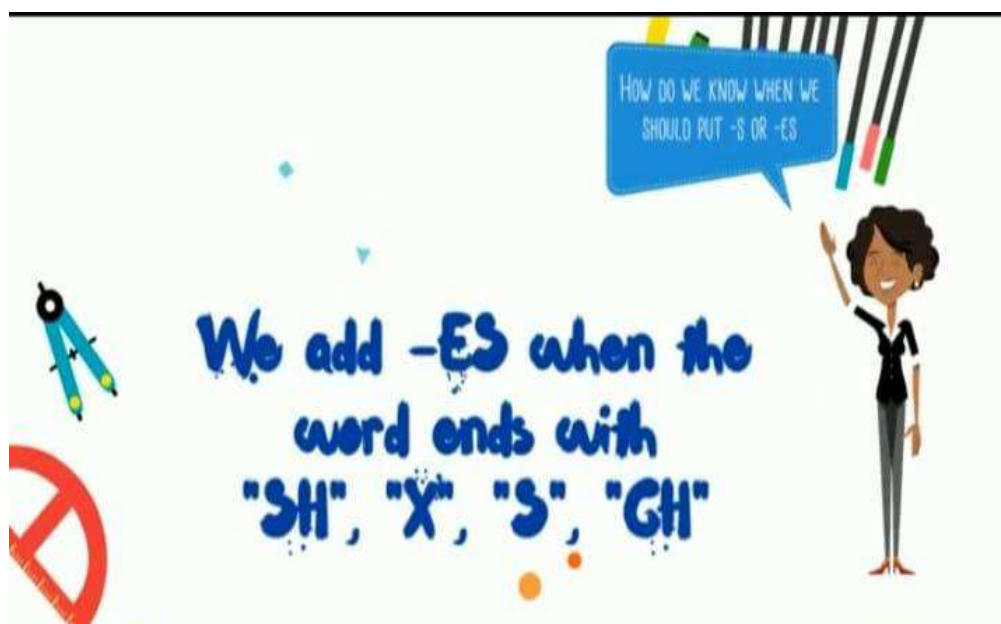 HOW DO WE KNOW WHEN WE
SHOULD PUT -S OR -ES
We add -ES when the
word ends with
"SH", "X", "S", "GH"